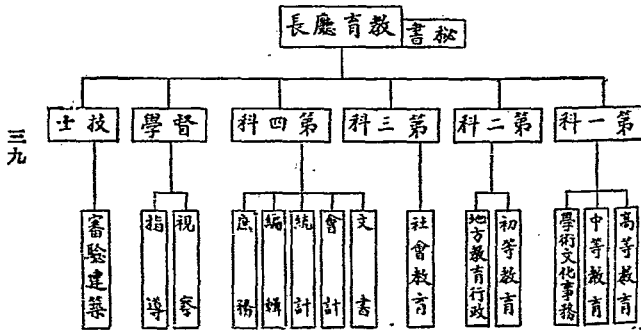 教育廳長
秘書
第一科
第二科
第三科
第四科
督學
技士
高等教育
中等教育
學術文化事務
初等教育
地方教育行政
社會教育
文書
會計
統計
編輯
庶務
視察
指導
審驗建築
三九